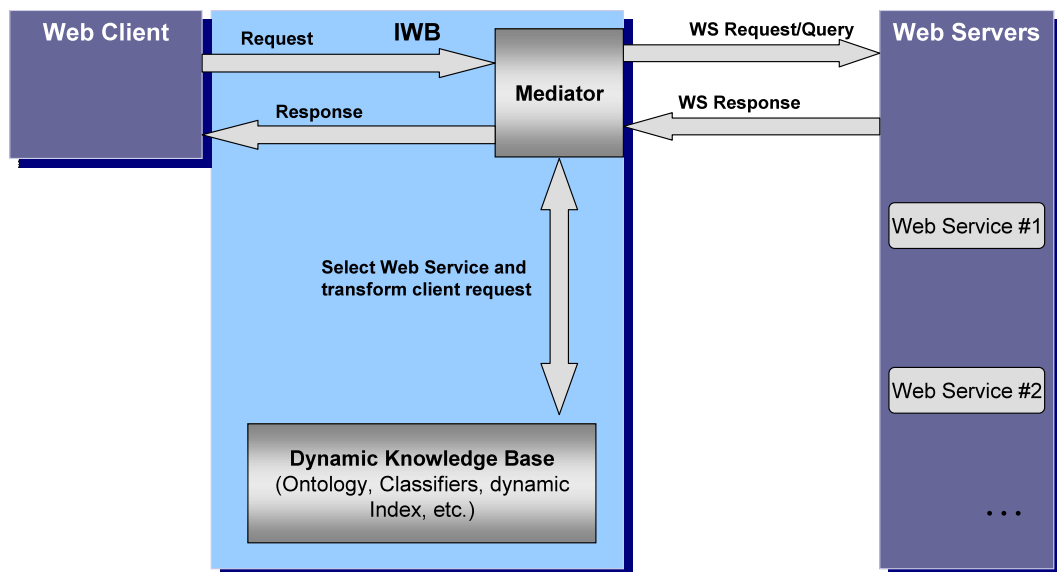 Web Client
Request
IWB
WS Request/Query
Web Servers
Mediator
Response
WS Response
Web Service #1
Select Web Service and
transform client request
Web Service #2
Dynamic Knowledge Base
(Ontology, Classifiers, dynamic
Index, etc.)
...